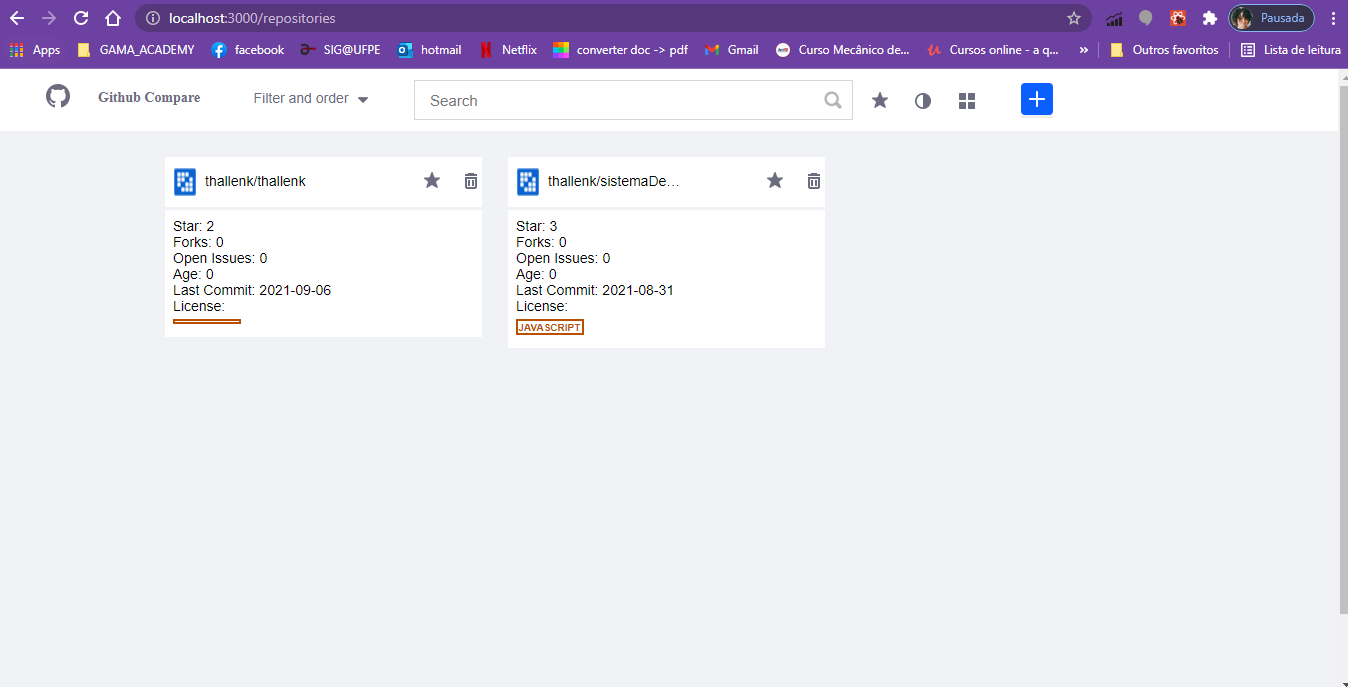 localhost:3000/repositories
Pausada
Apps GAMA_ACADEMY facebook SIG@UFPE hotmail Netflix converter doc -> pdf Gmail Curso Mecânico de... Cursos online - a q... » Outros favoritos Lista de leitura
Github Compare Filter and order Search
thallenk/thallenk
Star: 2
Forks: 0
Open Issues: 0
Age: 0
Last Commit: 2021-09-06
License:
thallenk/sistemaDe...
Star: 3
Forks: 0
Open Issues: 0
Age: 0
Last Commit: 2021-08-31
License:
JAVASCRIPT